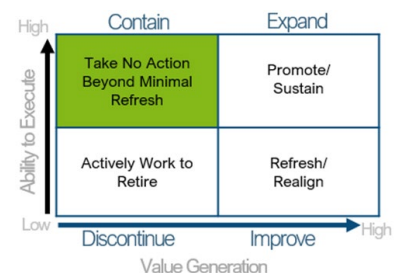 Contain
Expand
High
Take No Action
Beyond Minimal
Refresh
Promote/
Sustain
Ability to Execute
Actively Work to
Retire
Refresh/
Realign
Low
High
Discontinue
Improve
Value Generation